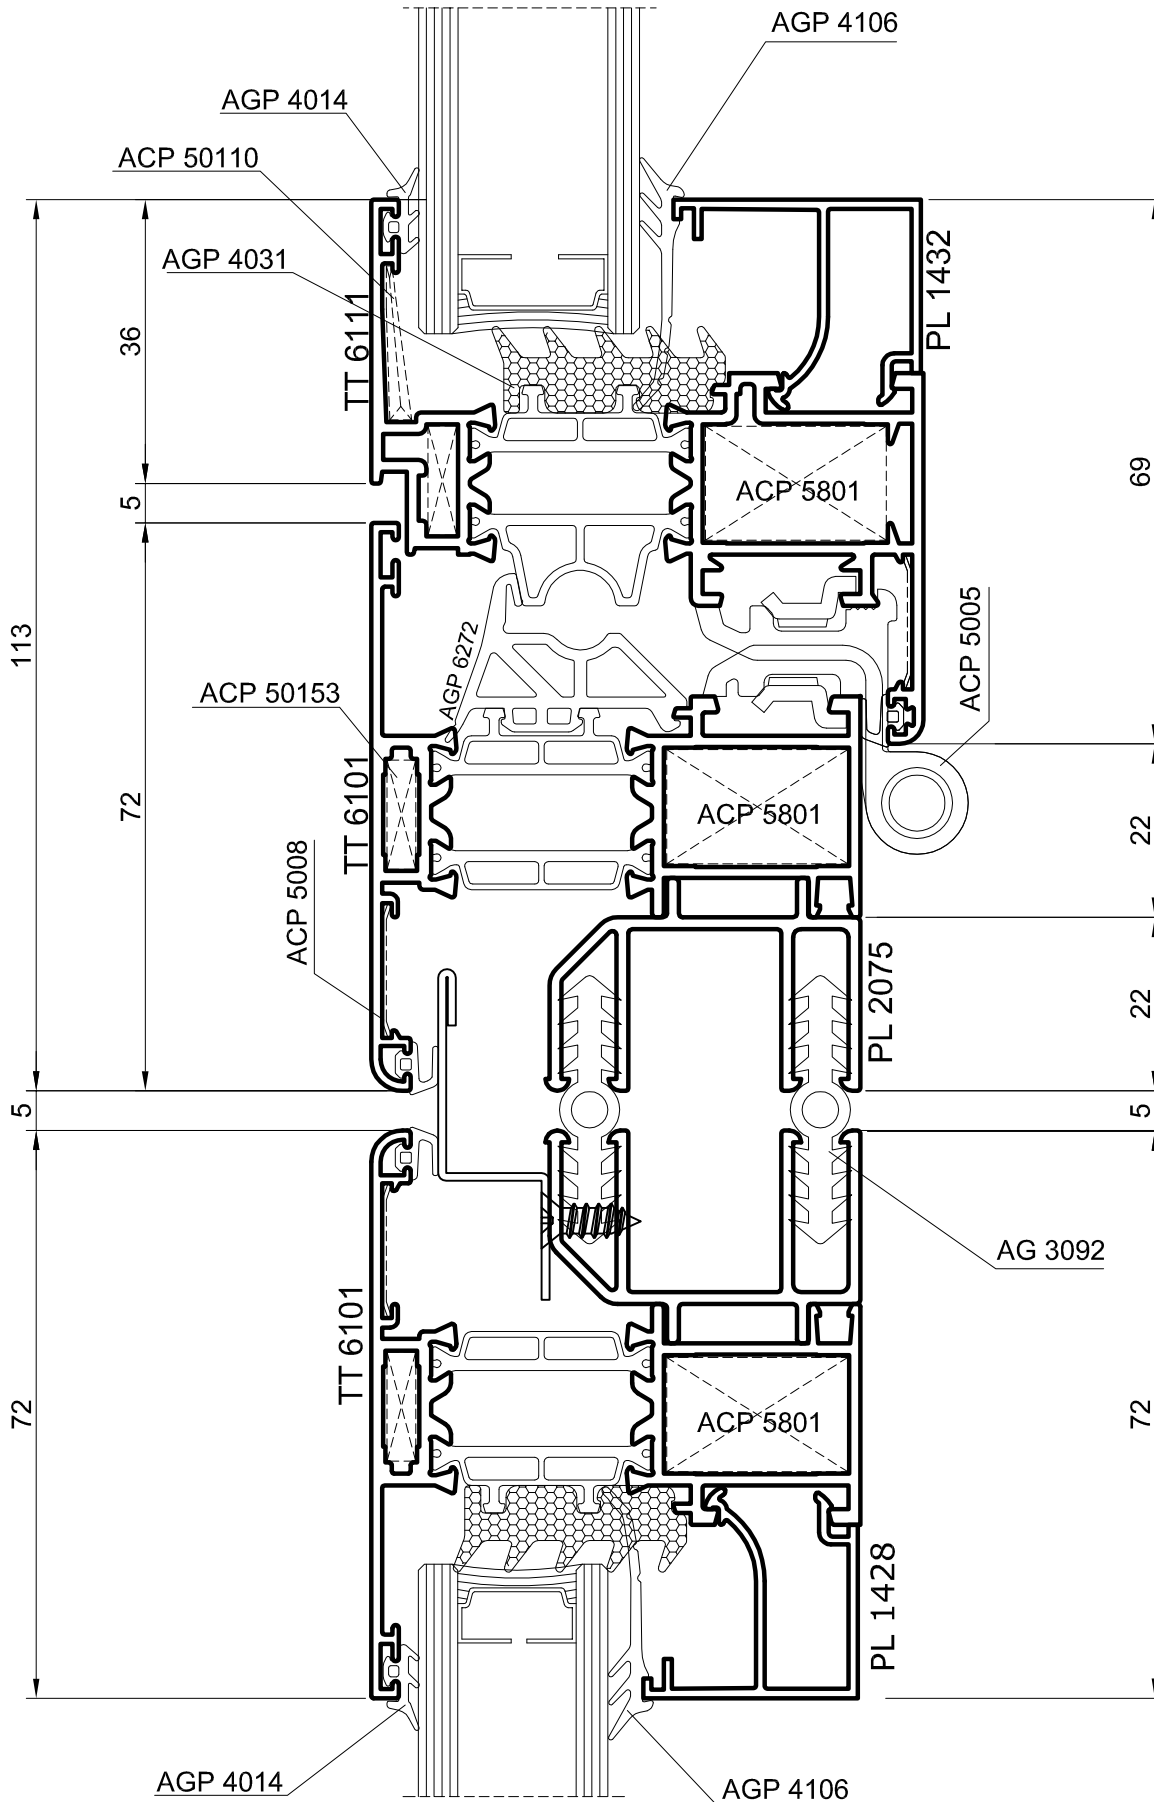 AGP 4106
AGP 4014
ACP 50110
AGP 4031
TT 6111
PL 1432
36
5
69
ACP 5801
113
AGP 6272
ACP 5005
ACP 50153
72
TT 6101
ACP 5801
22
ACP 5008
PL 2075
22
5
5
AG 3092
TT 6101
72
ACP 5801
72
PL 1428
AGP 4014
AGP 4106